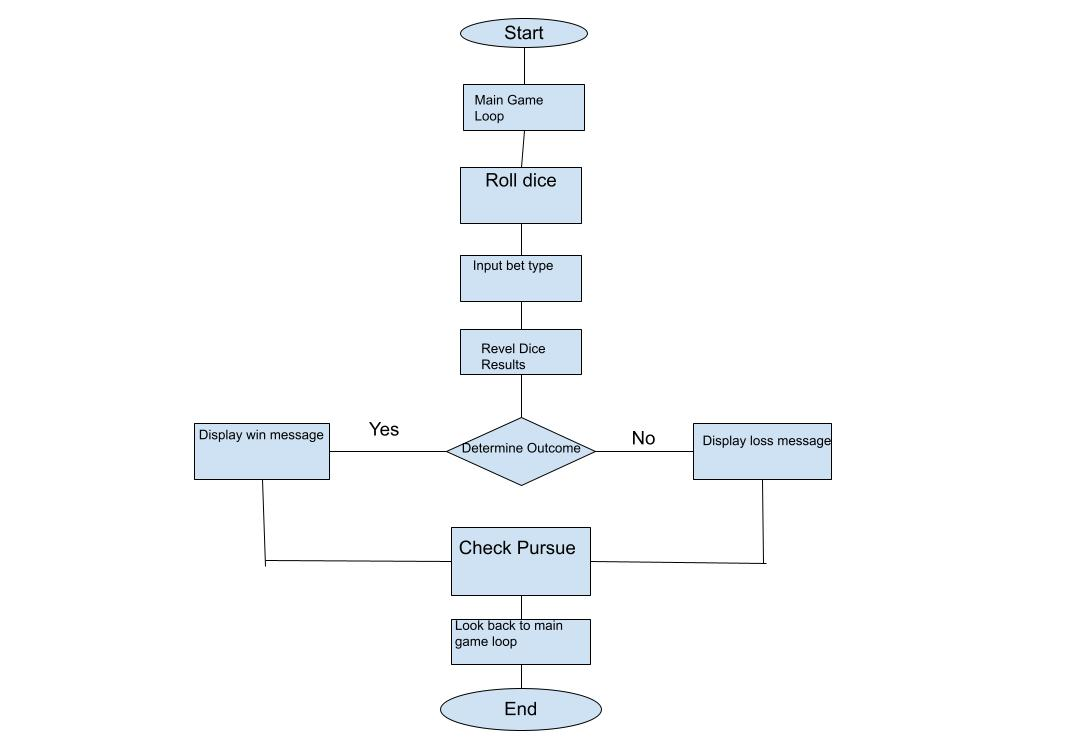 Start
Main Game
Loop
Roll dice
Input bet type
Revel Dice
Results
Yes
Display win message
Determine Outcome
No
Display loss message
Check Pursue
Look back to main
game loop
End